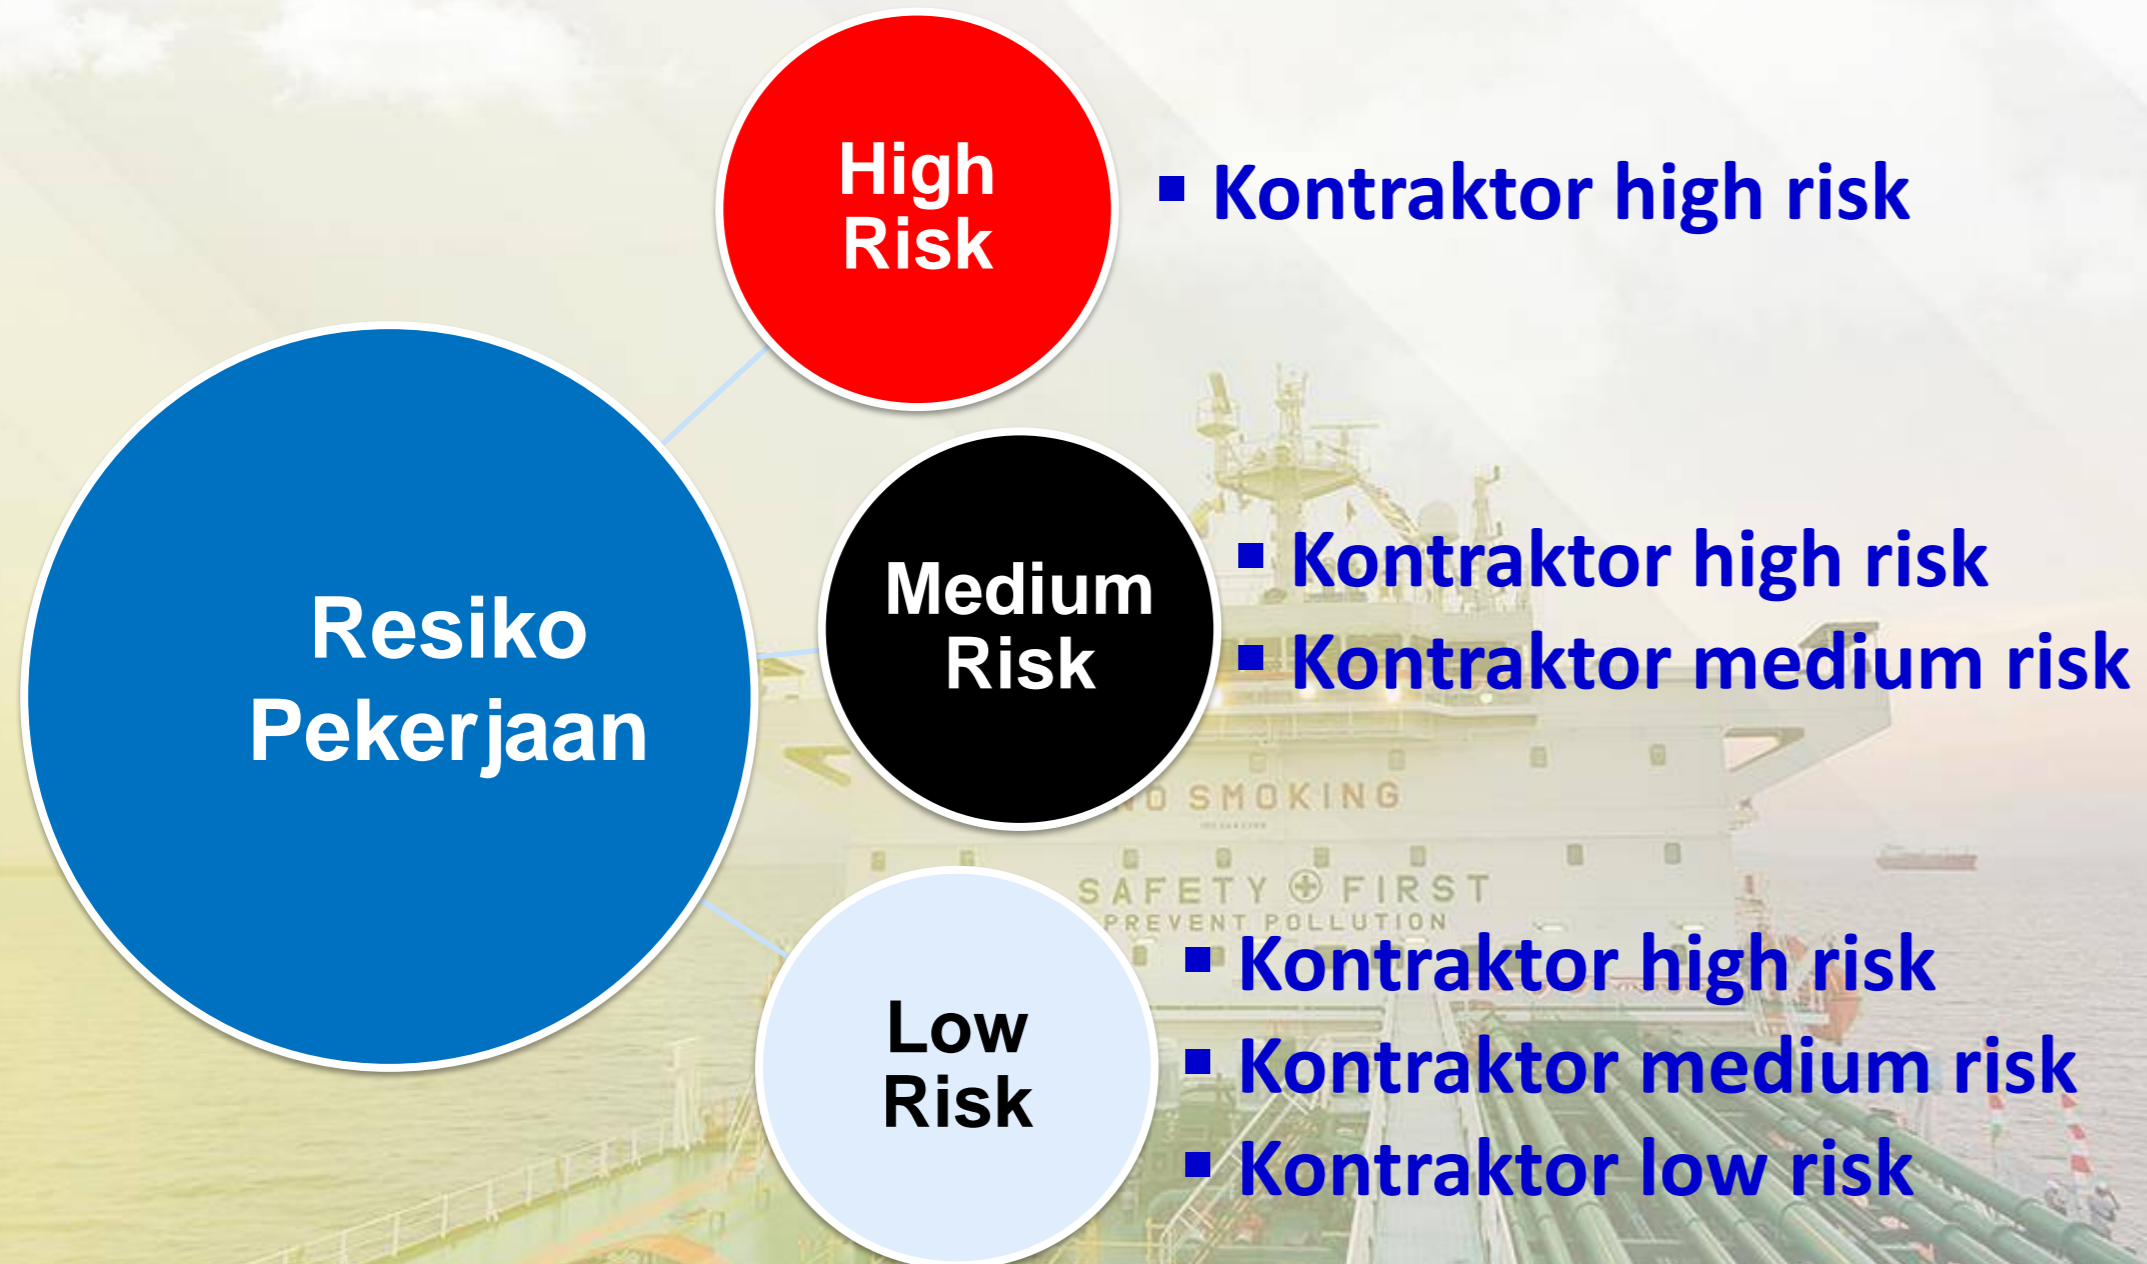 High
Risk
▪ Kontraktor high risk
Resiko
Pekerjaan
Medium
Risk
▪ Kontraktor high risk
▪ Kontraktor medium risk
NO SMOKING
SAFETY FIRST
PREVENT POLLUTION
Low
Risk
▪ Kontraktor high risk
▪ Kontraktor medium risk
▪ Kontraktor low risk